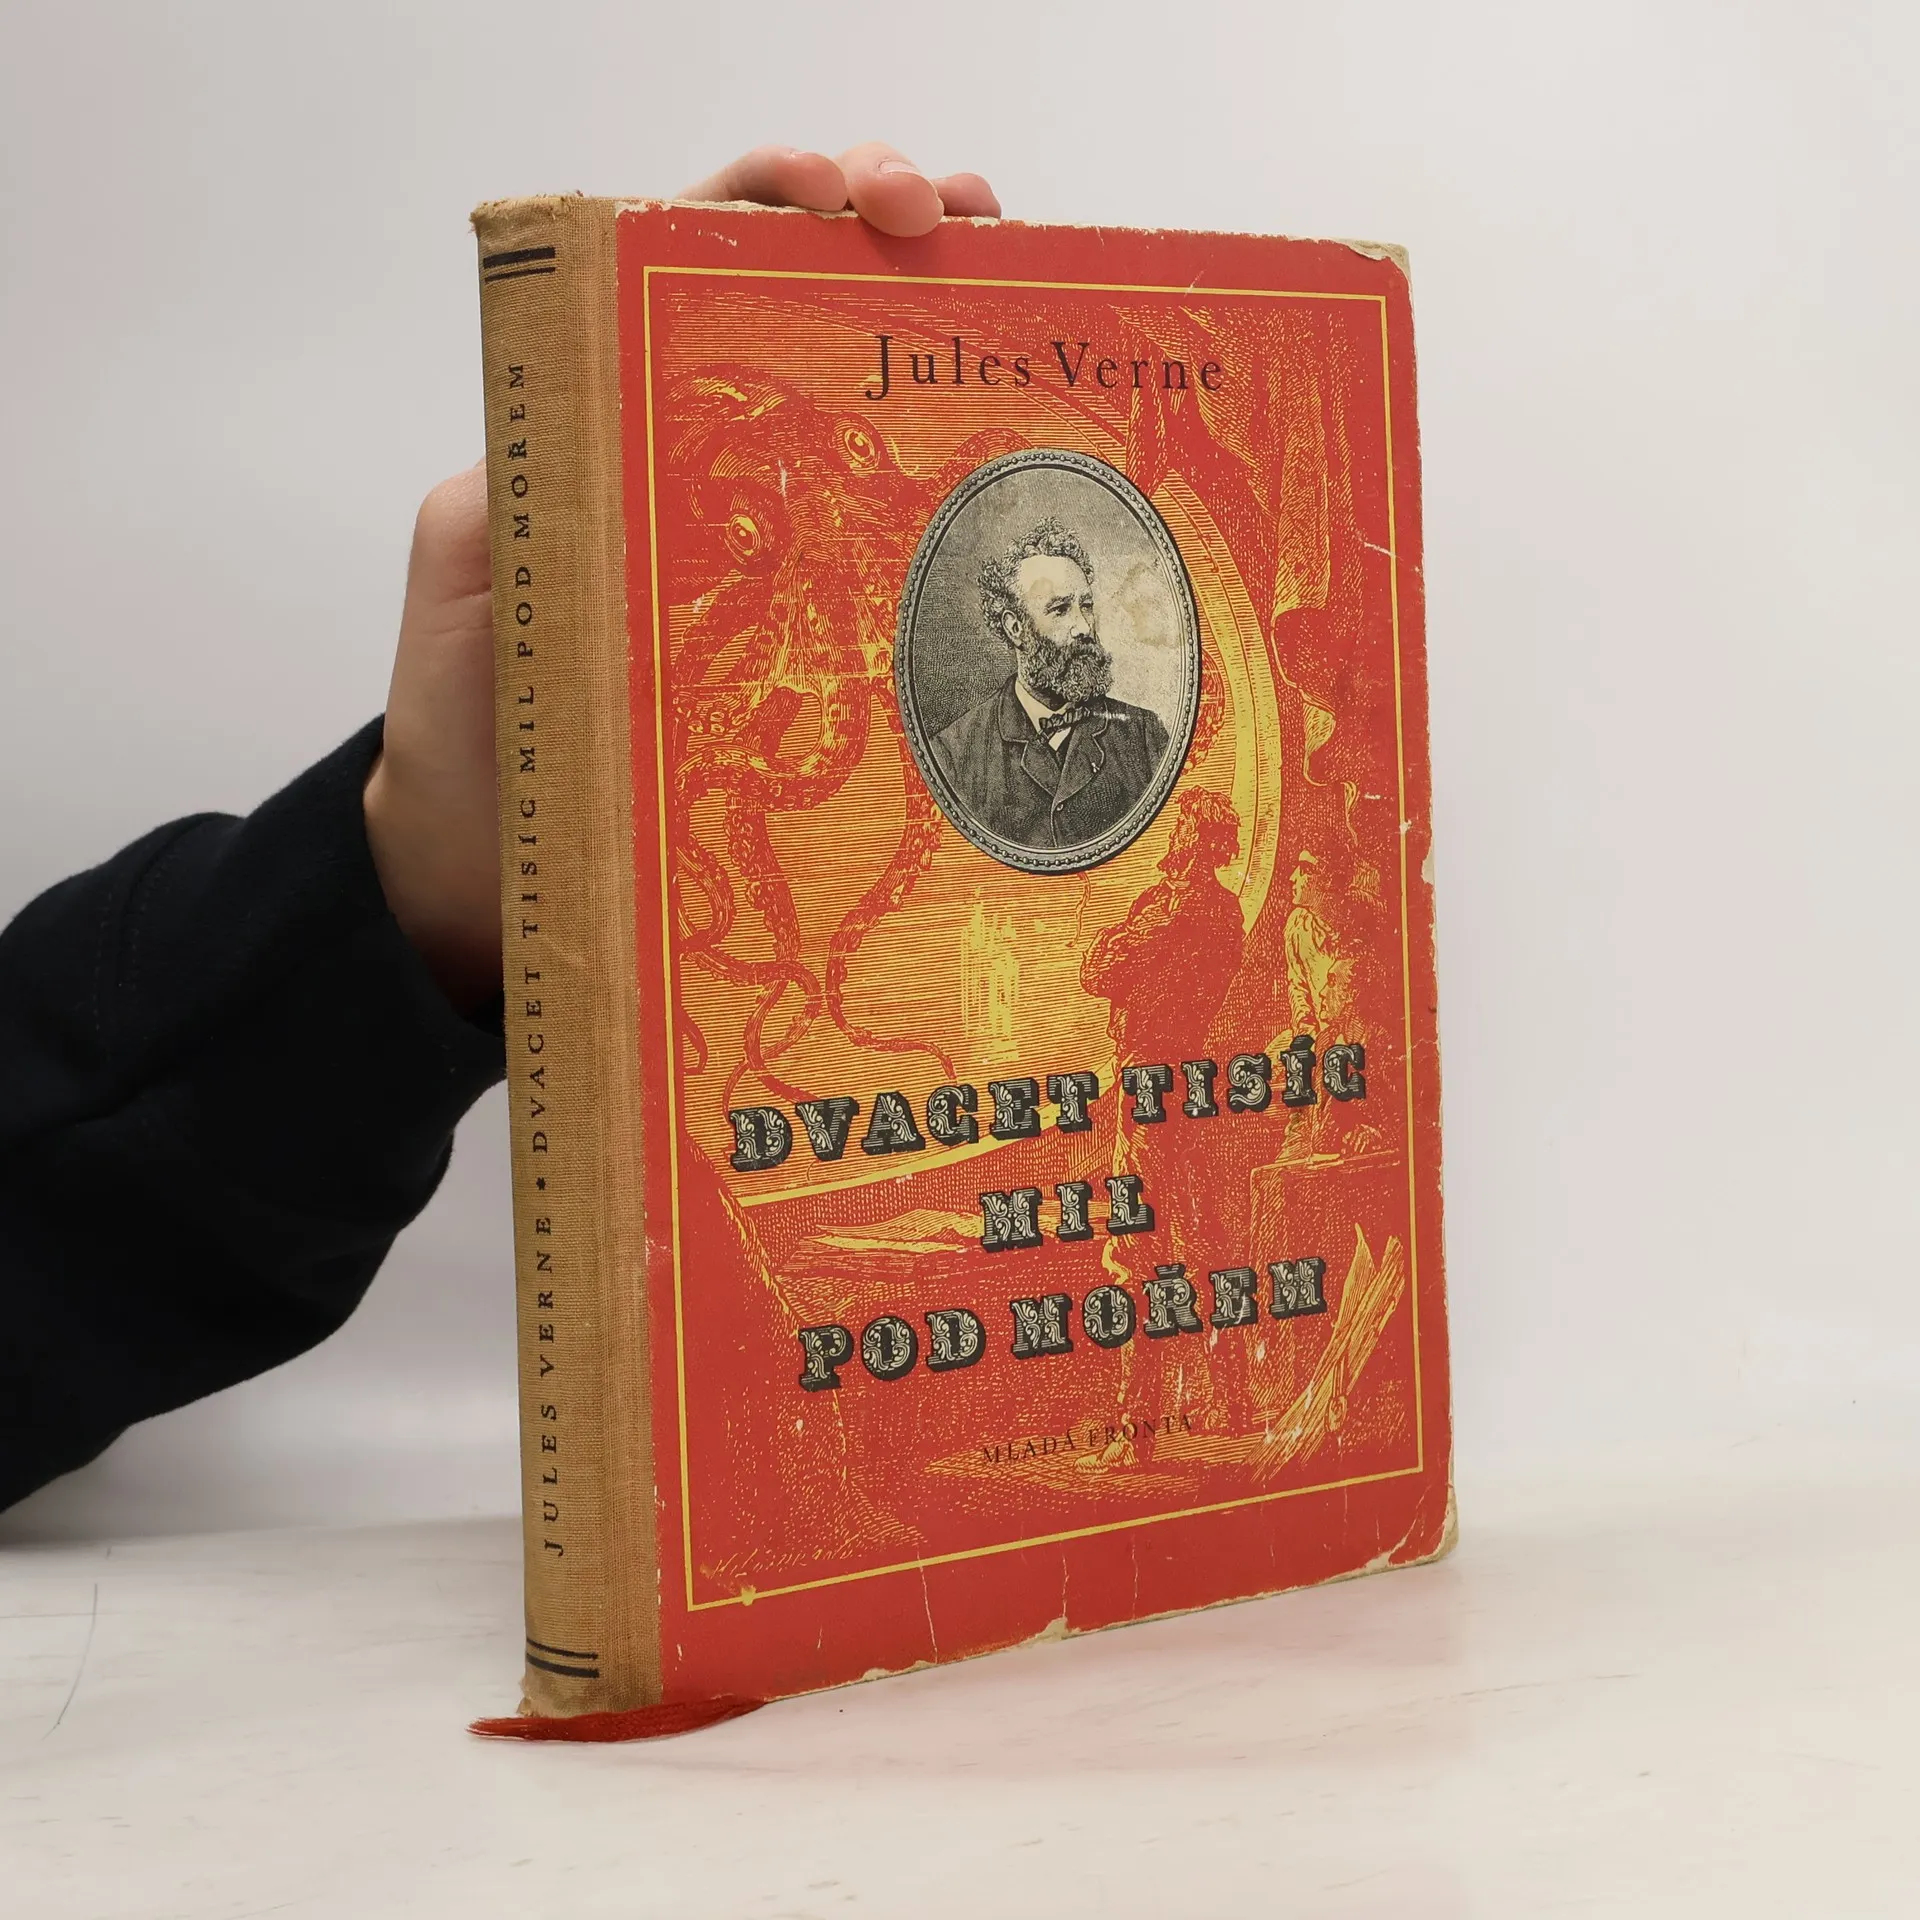 JULES VERNE * DVACET TISÍC MIL POD MOŘEM
Jules Verne
DVACET TISÍC
MIL
POD MOŘEM
MLADÁ FRONTA